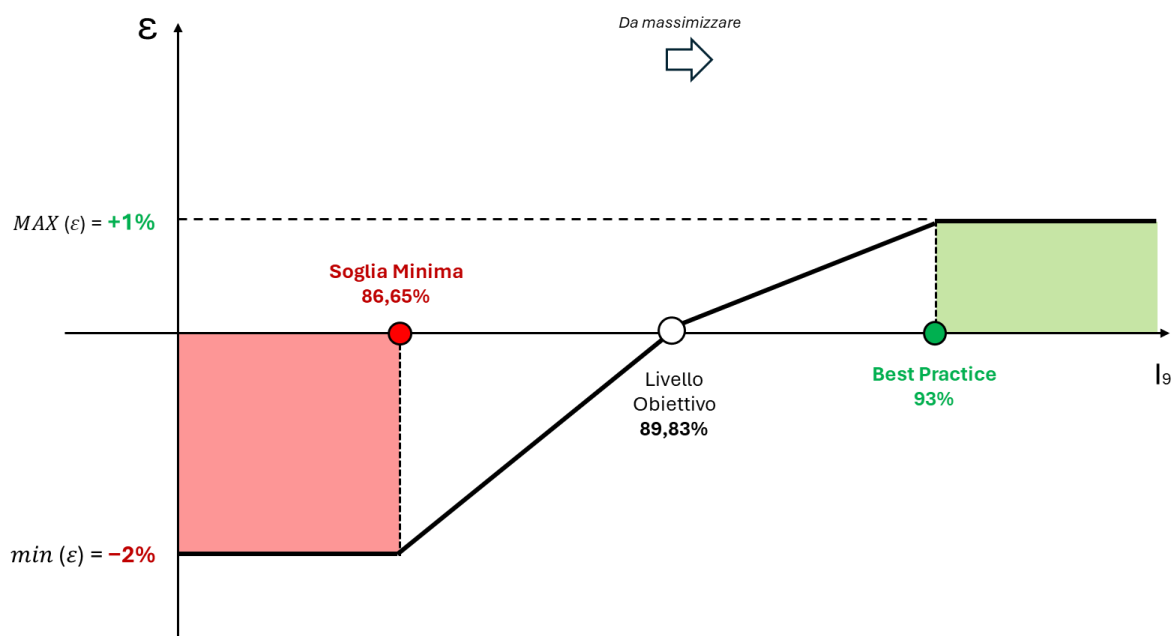 Da massimizzare
ε
MAX (ε) = +1%
Soglia Minima
86,65%
Livello
Obiettivo
89,83%
Best Practice
93%
I₉
min (ε) = −2%